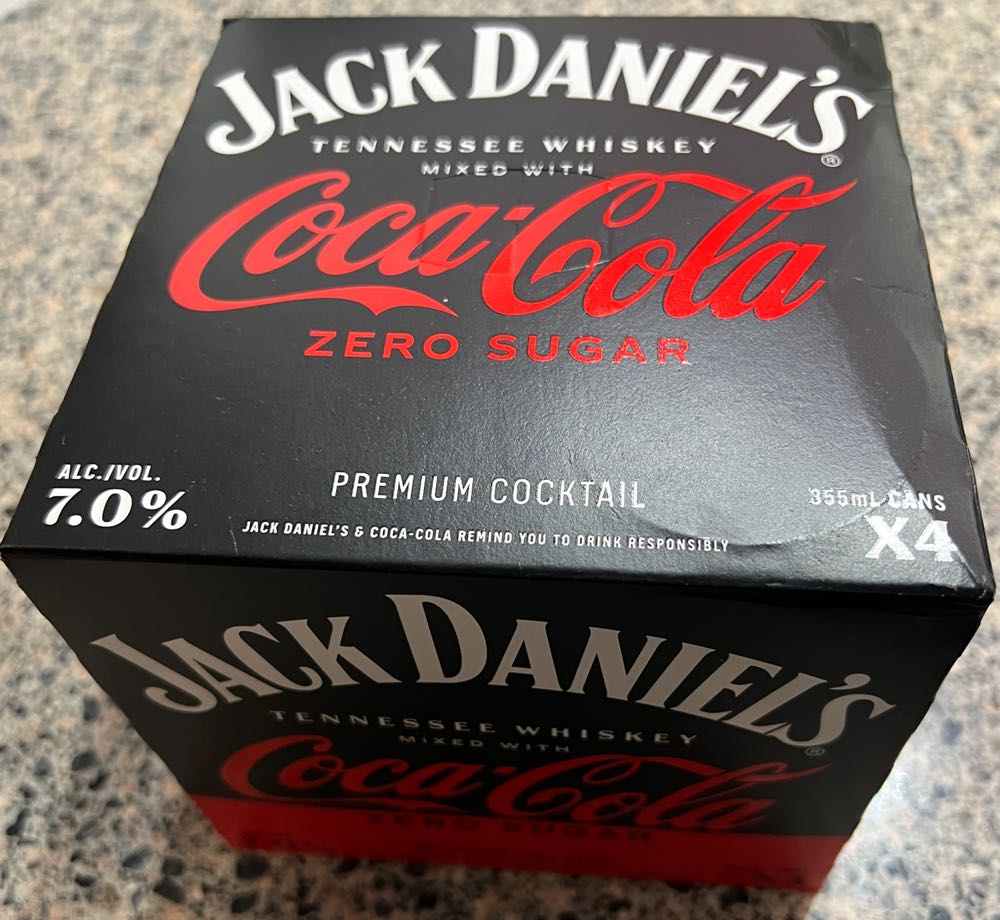 JACK DANIEL'S
TENNESSEE WHISKEY
MIXED WITH
Coca-Cola
ZERO SUGAR
ALC./VOL.
7.0%
PREMIUM COCKTAIL
JACK DANIEL'S & COCA-COLA REMIND YOU TO DRINK RESPONSIBLY
355mL CANS
X4
JACK DANIEL'S
TENNESSEE WHISKEY
MIXED WITH
Coca-Cola
ZERO SUGAR